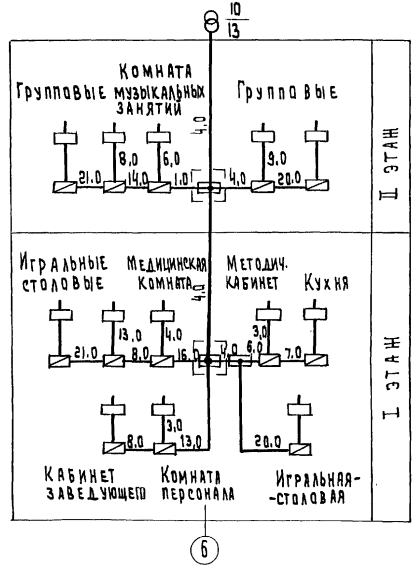 10
13
4,0
Групповые
Комната
музыкальных
занятий
Групповые
8,0
6,0
9.0
21.0
14.0
1.0
4,0
20.0
II этаж
4,0
Игральные
столовые
Медицинская
комната
Методич.
кабинет
Кухня
13,0
4.0
3,0
21.0
8,0
16.0
6,0
7.0
3,0
8,0
13,0
20.0
Кабинет
заведующего
Комната
персонала
Игральная-
-столовая
I этаж
6